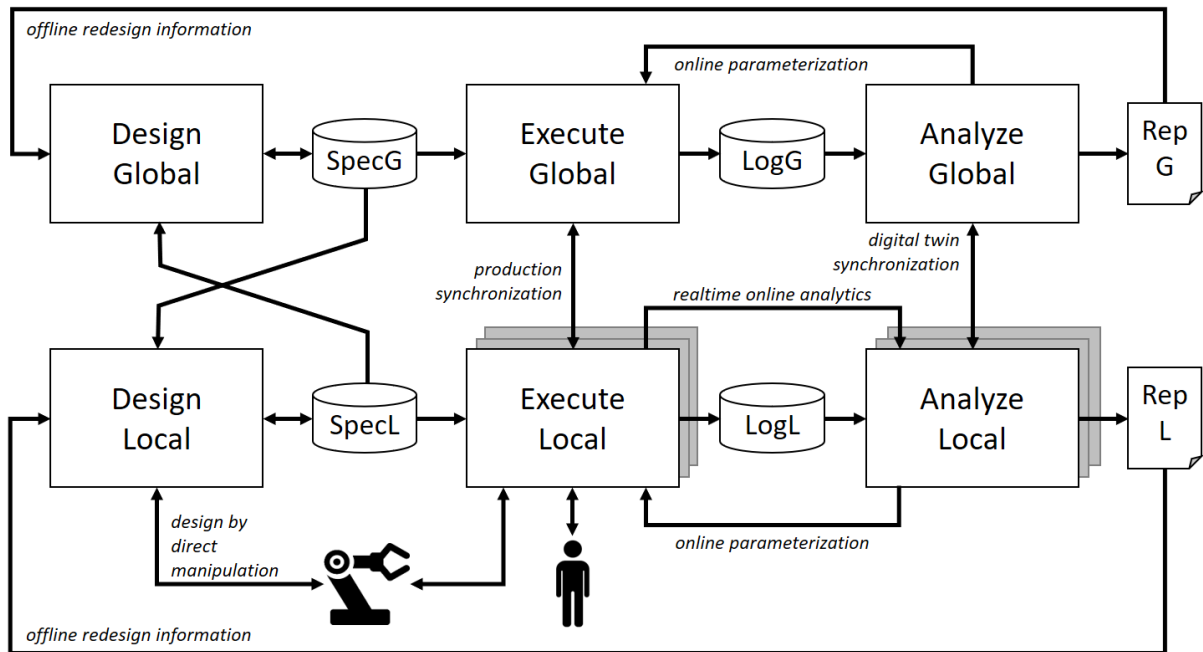 offline redesign information
online parameterization
Design
Global
SpecG
Execute
Global
LogG
Analyze
Global
Rep
G
production
synchronization
digital twin
synchronization
realtime online analytics
Design
Local
SpecL
Execute
Local
LogL
Analyze
Local
Rep
L
design by
direct
manipulation
online parameterization
offline redesign information